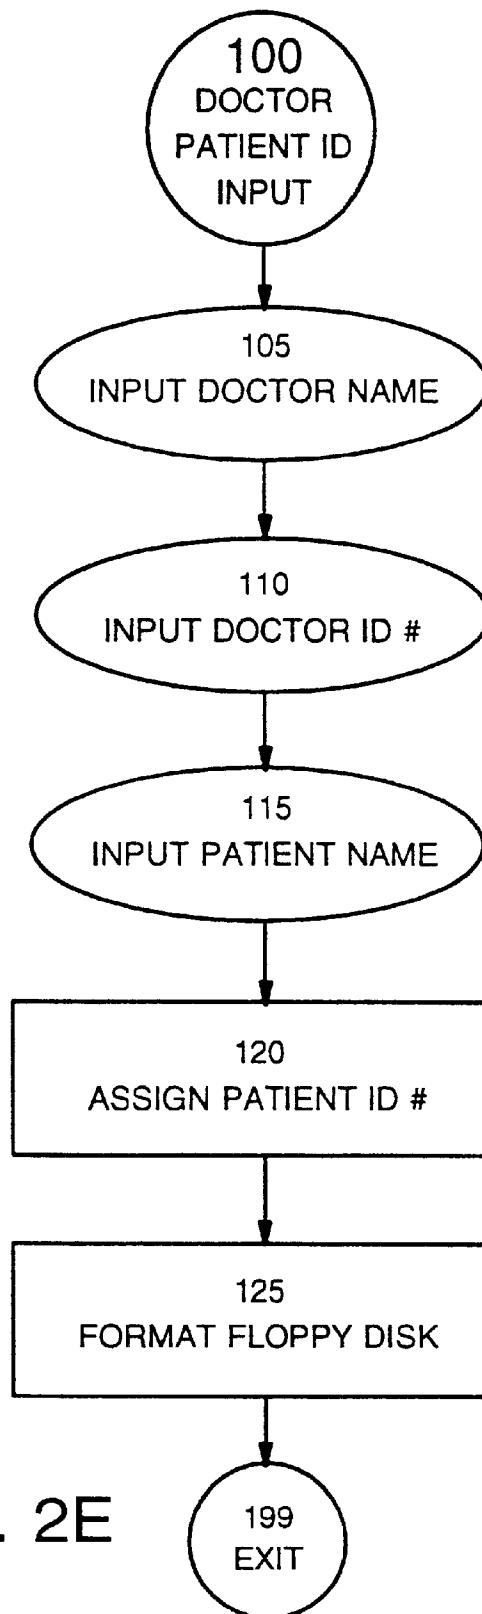 100
DOCTOR
PATIENT ID
INPUT
105
INPUT DOCTOR NAME
110
INPUT DOCTOR ID #
115
INPUT PATIENT NAME
120
ASSIGN PATIENT ID #
125
FORMAT FLOPPY DISK
. 2E
199
EXIT